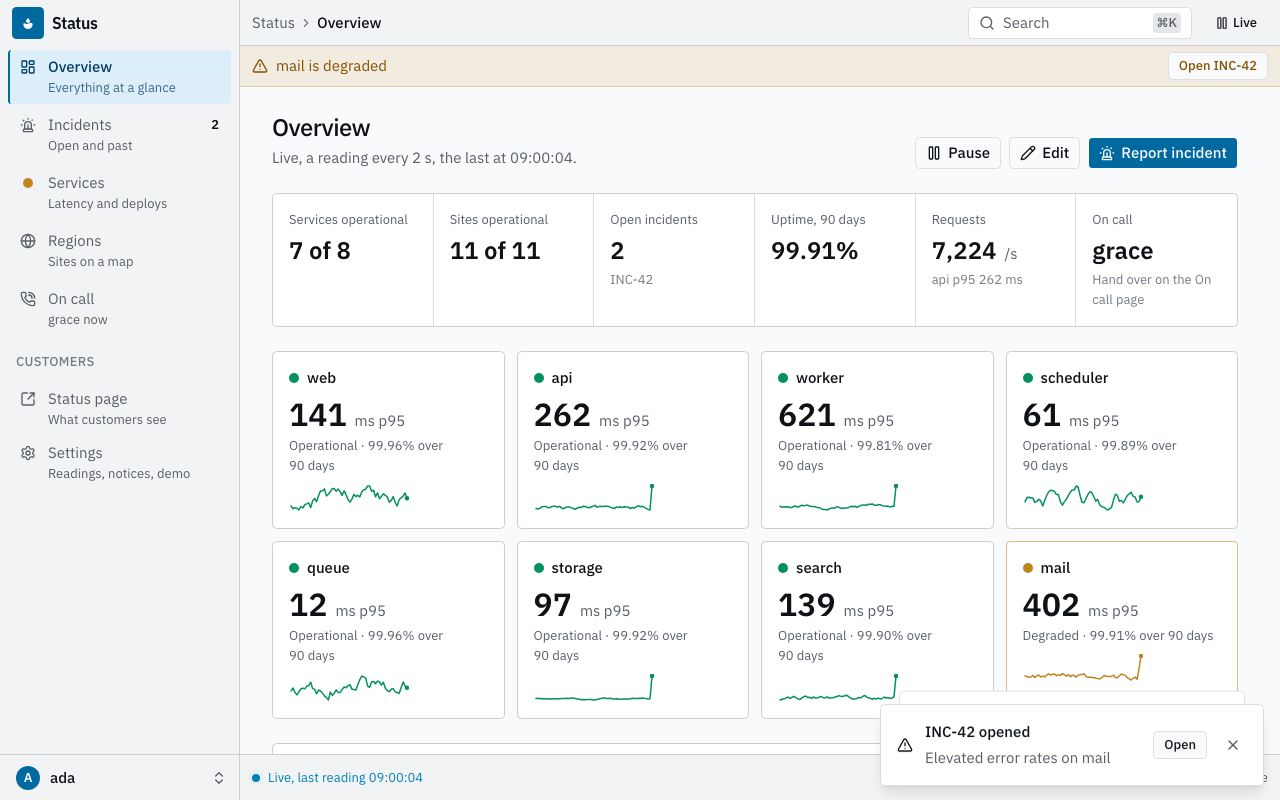 Status
Overview
Everything at a glance
Incidents
2
Open and past
Services
Latency and deploys
Regions
Sites on a map
On call
grace now
CUSTOMERS
Status page
What customers see
Settings
Readings, notices, demo
A ada
Status > Overview
Search ⌘K
Live
mail is degraded
Open INC-42
Overview
Live, a reading every 2 s, the last at 09:00:04.
Pause
Edit
Report incident
Services operational
7 of 8
Sites operational
11 of 11
Open incidents
2
INC-42
Uptime, 90 days
99.91%
Requests
7,224 /s
api p95 262 ms
On call
grace
Hand over on the On
call page
web
141 ms p95
Operational · 99.96% over
90 days
api
262 ms p95
Operational · 99.92% over
90 days
worker
621 ms p95
Operational · 99.81% over
90 days
scheduler
61 ms p95
Operational · 99.89% over
90 days
queue
12 ms p95
Operational · 99.96% over
90 days
storage
97 ms p95
Operational · 99.92% over
90 days
search
139 ms p95
Operational · 99.90% over
90 days
mail
402 ms p95
Degraded · 99.91% over 90 days
INC-42 opened
Elevated error rates on mail
Open
Live, last reading 09:00:04